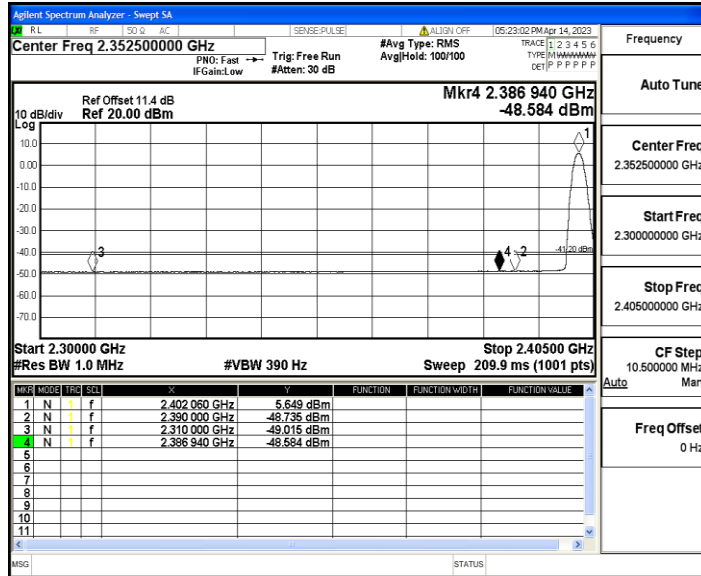 Agilent Spectrum Analyzer - Swept SA
RL RF 50 Ω AC SENSE:PULSE ALIGN OFF 05:23:02 PM Apr 14, 2023
Center Freq 2.352500000 GHz #Avg Type: RMS TRACE 1 2 3 4 5 6
PNO: Fast Trig: Free Run Avg|Hold: 100/100 TYPE M
IFGain:Low #Atten: 30 dB DET P P P P P P
Mkr4 2.386 940 GHz
Ref Offset 11.4 dB
10 dB/div Ref 20.00 dBm -48.584 dBm
Log
1
10.0
0.00
-10.0
-20.0
-30.0
-40.0
-41.20 dBm
3 4 2
-50.0
-60.0
-70.0
Start 2.30000 GHz Stop 2.40500 GHz
#Res BW 1.0 MHz #VBW 390 Hz Sweep 209.9 ms (1001 pts)
MKR MODE TRC SCL X Y FUNCTION FUNCTION WIDTH FUNCTION VALUE
1 N 1 f 2.402 060 GHz 5.649 dBm
2 N 1 f 2.390 000 GHz -48.735 dBm
3 N 1 f 2.310 000 GHz -49.015 dBm
4 N 1 f 2.386 940 GHz -48.584 dBm
5
6
7
8
9
10
11
MSG STATUS
Frequency
Auto Tune
Center Freq
2.352500000 GHz
Start Freq
2.300000000 GHz
Stop Freq
2.405000000 GHz
CF Step
10.500000 MHz
Auto Man
Freq Offset
0 Hz